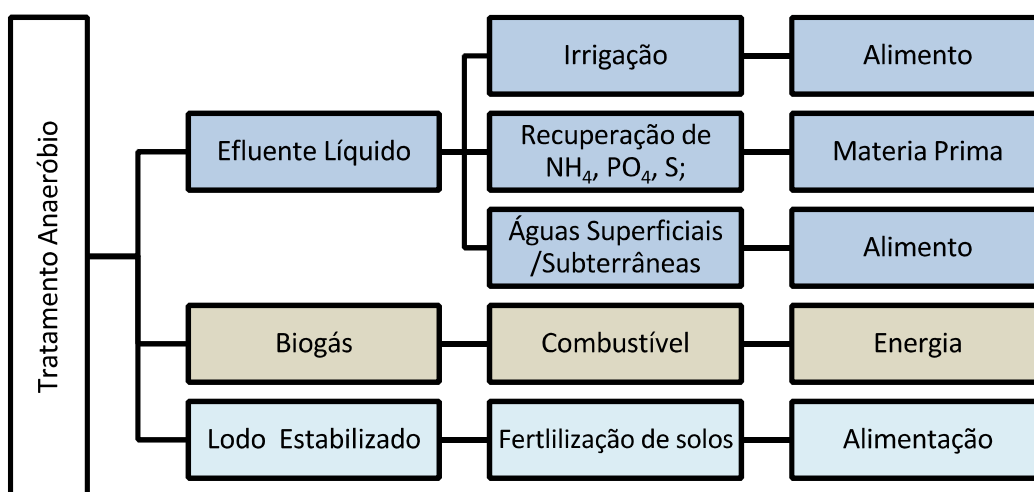 Tratamento Anaeróbio
Efluente Líquido
Irrigação
Alimento
Recuperação de
NH₄, PO₄, S;
Materia Prima
Águas Superficiais
/Subterrâneas
Alimento
Biogás
Combustível
Energia
Lodo Estabilizado
Fertlilização de solos
Alimentação